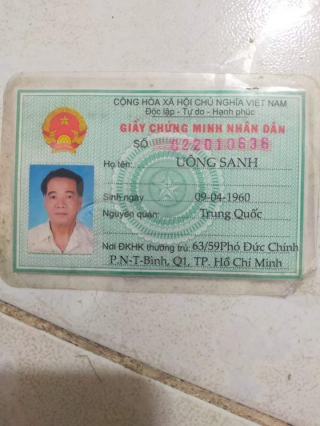 CỘNG HÒA XÃ HỘI CHỦ NGHĨA VIỆT NAM
Độc lập - Tự do - Hạnh phúc
GIẤY CHỨNG MINH NHÂN DÂN
SỐ 022010636
Họ tên: UÔNG SANH
Sinh ngày 09-04-1960
Nguyên quán: Trung Quốc
Nơi ĐKHK thường trú: 63/59Phó Đức Chính
P.N-T-Bình, Q1, TP. Hồ Chí Minh